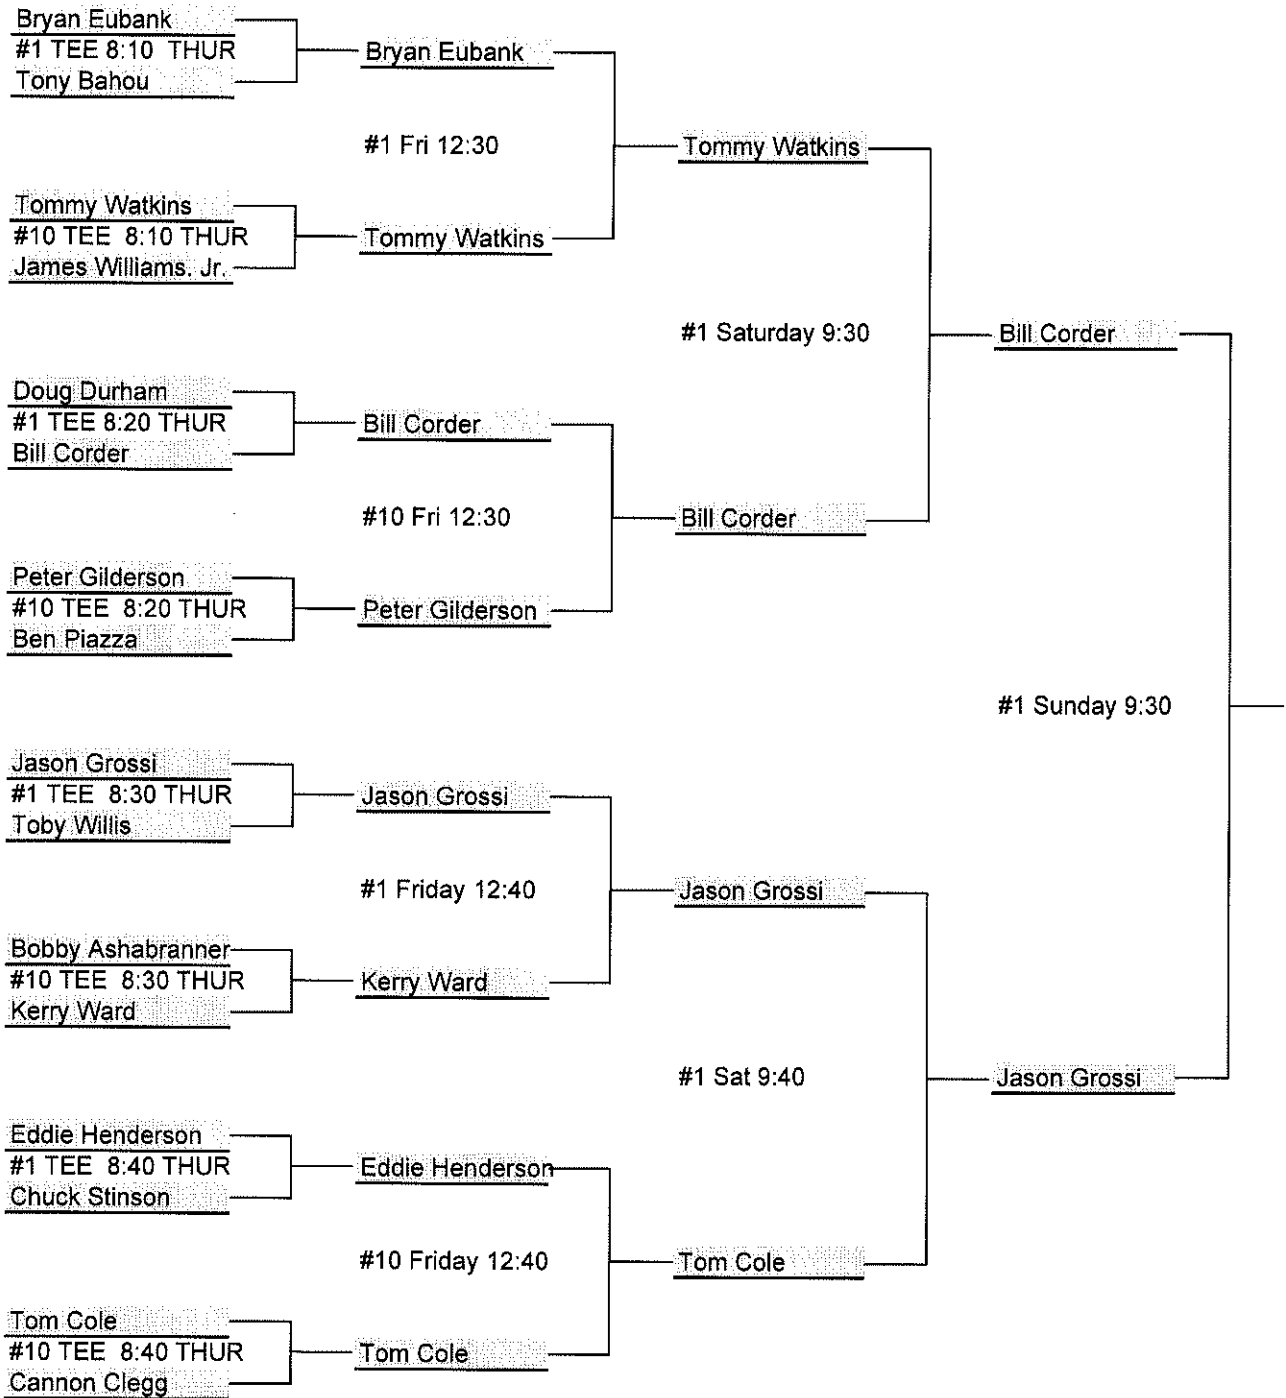 Bryan Eubank
#1 TEE 8:10 THUR
Tony Bahou
Tommy Watkins
#10 TEE 8:10 THUR
James Williams. Jr.
Doug Durham
#1 TEE 8:20 THUR
Bill Corder
Peter Gilderson
#10 TEE 8:20 THUR
Ben Piazza
Jason Grossi
#1 TEE 8:30 THUR
Toby Willis
Bobby Ashabranner
#10 TEE 8:30 THUR
Kerry Ward
Eddie Henderson
#1 TEE 8:40 THUR
Chuck Stinson
Tom Cole
#10 TEE 8:40 THUR
Cannon Clegg
Bryan Eubank
#1 Fri 12:30
Tommy Watkins
Bill Corder
#10 Fri 12:30
Peter Gilderson
Jason Grossi
#1 Friday 12:40
Kerry Ward
Eddie Henderson
#10 Friday 12:40
Tom Cole
Tommy Watkins
#1 Saturday 9:30
Bill Corder
Jason Grossi
#1 Sat 9:40
Tom Cole
Bill Corder
#1 Sunday 9:30
Jason Grossi